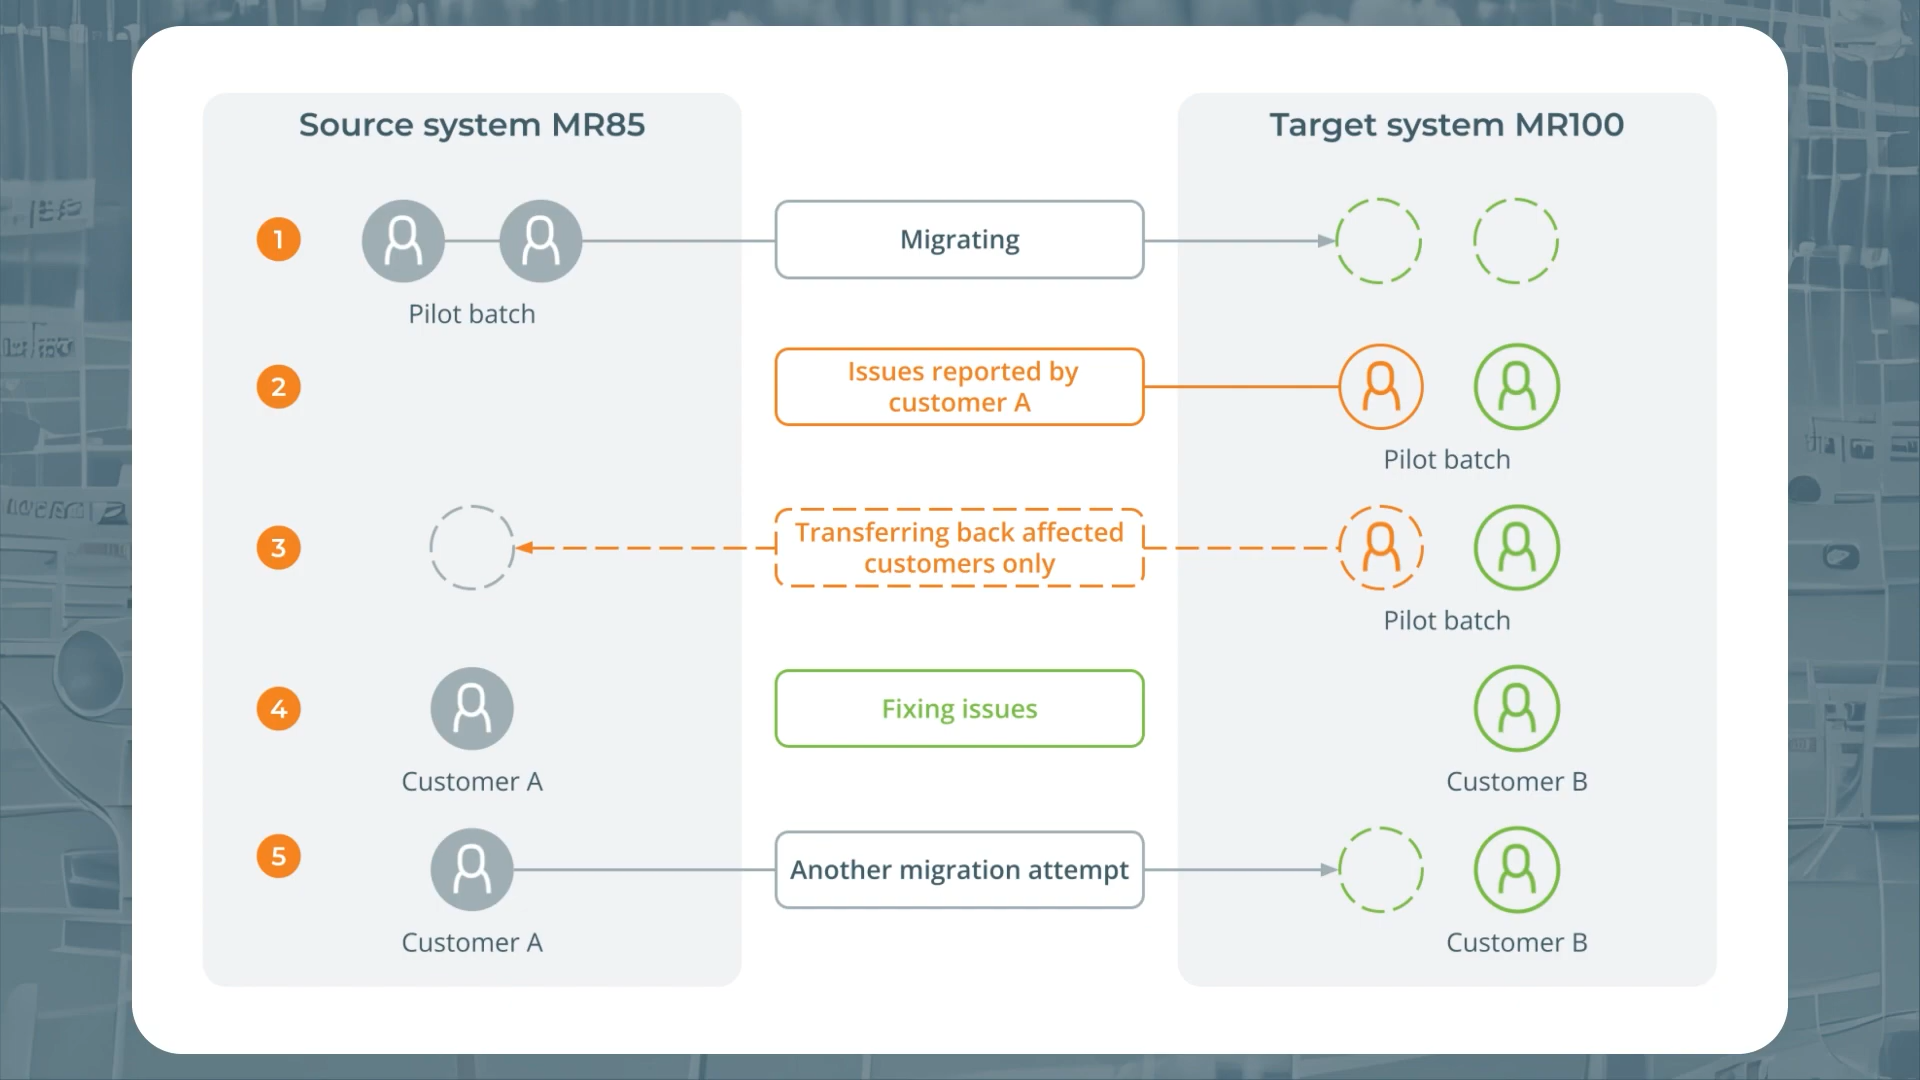 Source system MR85
Target system MR100
1
Migrating
Pilot batch
2
Issues reported by
customer A
Pilot batch
3
Transferring back affected
customers only
Pilot batch
4
Fixing issues
Customer A
Customer B
5
Another migration attempt
Customer A
Customer B